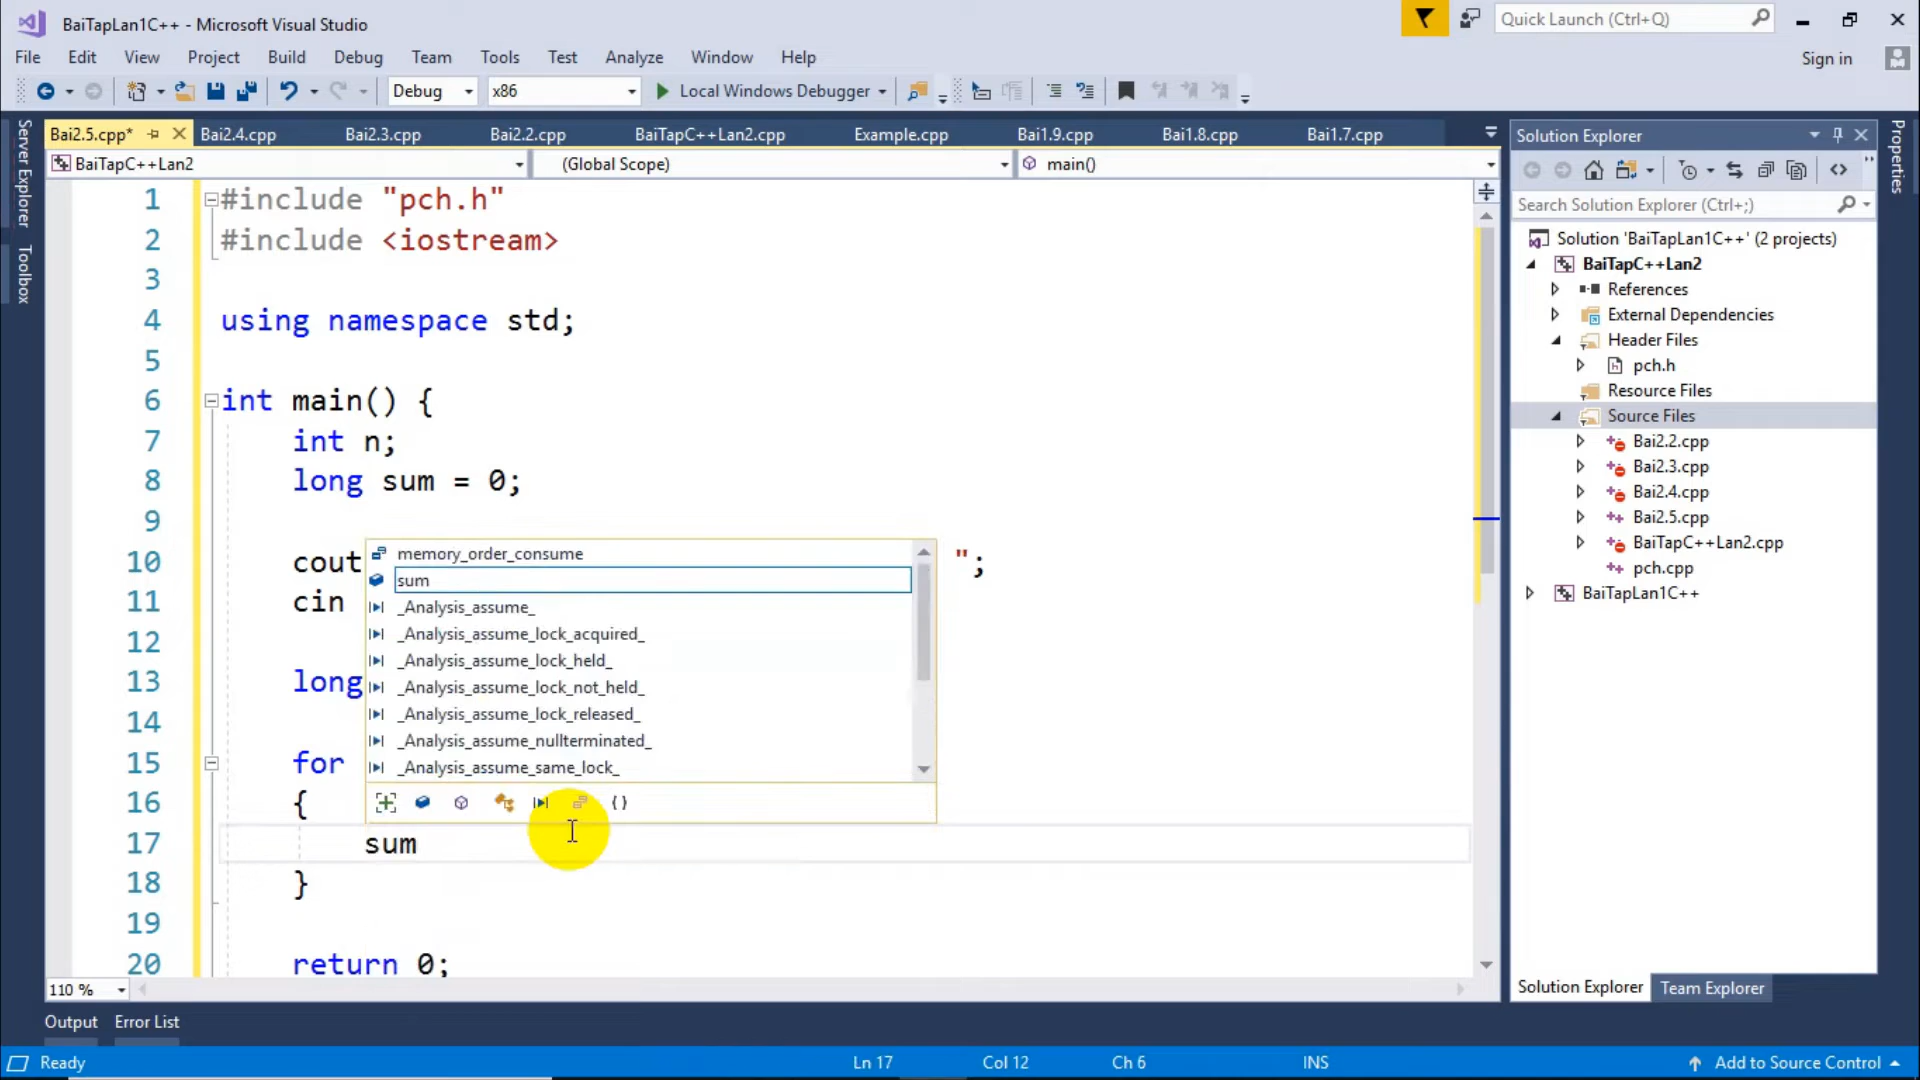 BaiTapLan1C++ - Microsoft Visual Studio
Quick Launch (Ctrl+Q)
File Edit View Project Build Debug Team Tools Test Analyze Window Help
Sign in
Debug x86 Local Windows Debugger
Server Explorer
Toolbox
Bai2.5.cpp* Bai2.4.cpp Bai2.3.cpp Bai2.2.cpp BaiTapC++Lan2.cpp Example.cpp Bai1.9.cpp Bai1.8.cpp Bai1.7.cpp
BaiTapC++Lan2 (Global Scope) main()
1 #include "pch.h"
2 #include <iostream>
3
4 using namespace std;
5
6 int main() {
7 int n;
8 long sum = 0;
9
10 cout ";
11 cin
12
13 long
14
15 for
16 {
17 sum
18 }
19
20 return 0;
memory_order_consume
sum
_Analysis_assume_
_Analysis_assume_lock_acquired_
_Analysis_assume_lock_held_
_Analysis_assume_lock_not_held_
_Analysis_assume_lock_released_
_Analysis_assume_nullterminated_
_Analysis_assume_same_lock_
110 %
Solution Explorer
Search Solution Explorer (Ctrl+;)
Solution 'BaiTapLan1C++' (2 projects)
BaiTapC++Lan2
References
External Dependencies
Header Files
pch.h
Resource Files
Source Files
Bai2.2.cpp
Bai2.3.cpp
Bai2.4.cpp
Bai2.5.cpp
BaiTapC++Lan2.cpp
pch.cpp
BaiTapLan1C++
Solution Explorer Team Explorer
Properties
Output Error List
Ready Ln 17 Col 12 Ch 6 INS Add to Source Control